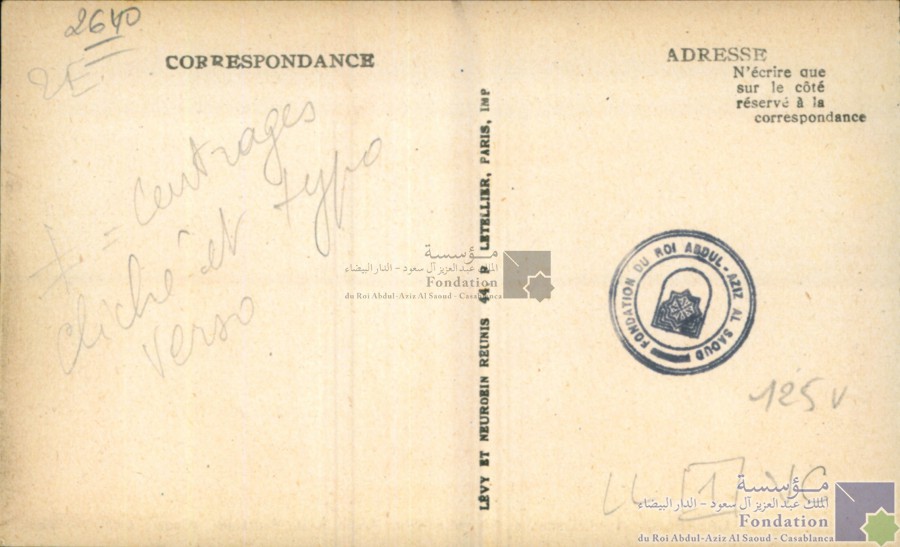 2640
2E
CORRESPONDANCE
ADRESSE
N'écrire que
sur le côté
réservé à la
correspondance
≠ = centrages
cliché et typo
verso
LÉVY ET NEURDEIN RÉUNIS 44 R LETELLIER, PARIS, IMP
مؤسسة
الملك عبد العزيز آل سعود - الدار البيضاء
Fondation
du Roi Abdul-Aziz Al Saoud - Casablanca
FONDATION DU ROI ABDUL-AZIZ AL SAOUD
125 v
LL [1]
مؤسسة
الملك عبد العزيز آل سعود - الدار البيضاء
Fondation
du Roi Abdul-Aziz Al Saoud - Casablanca